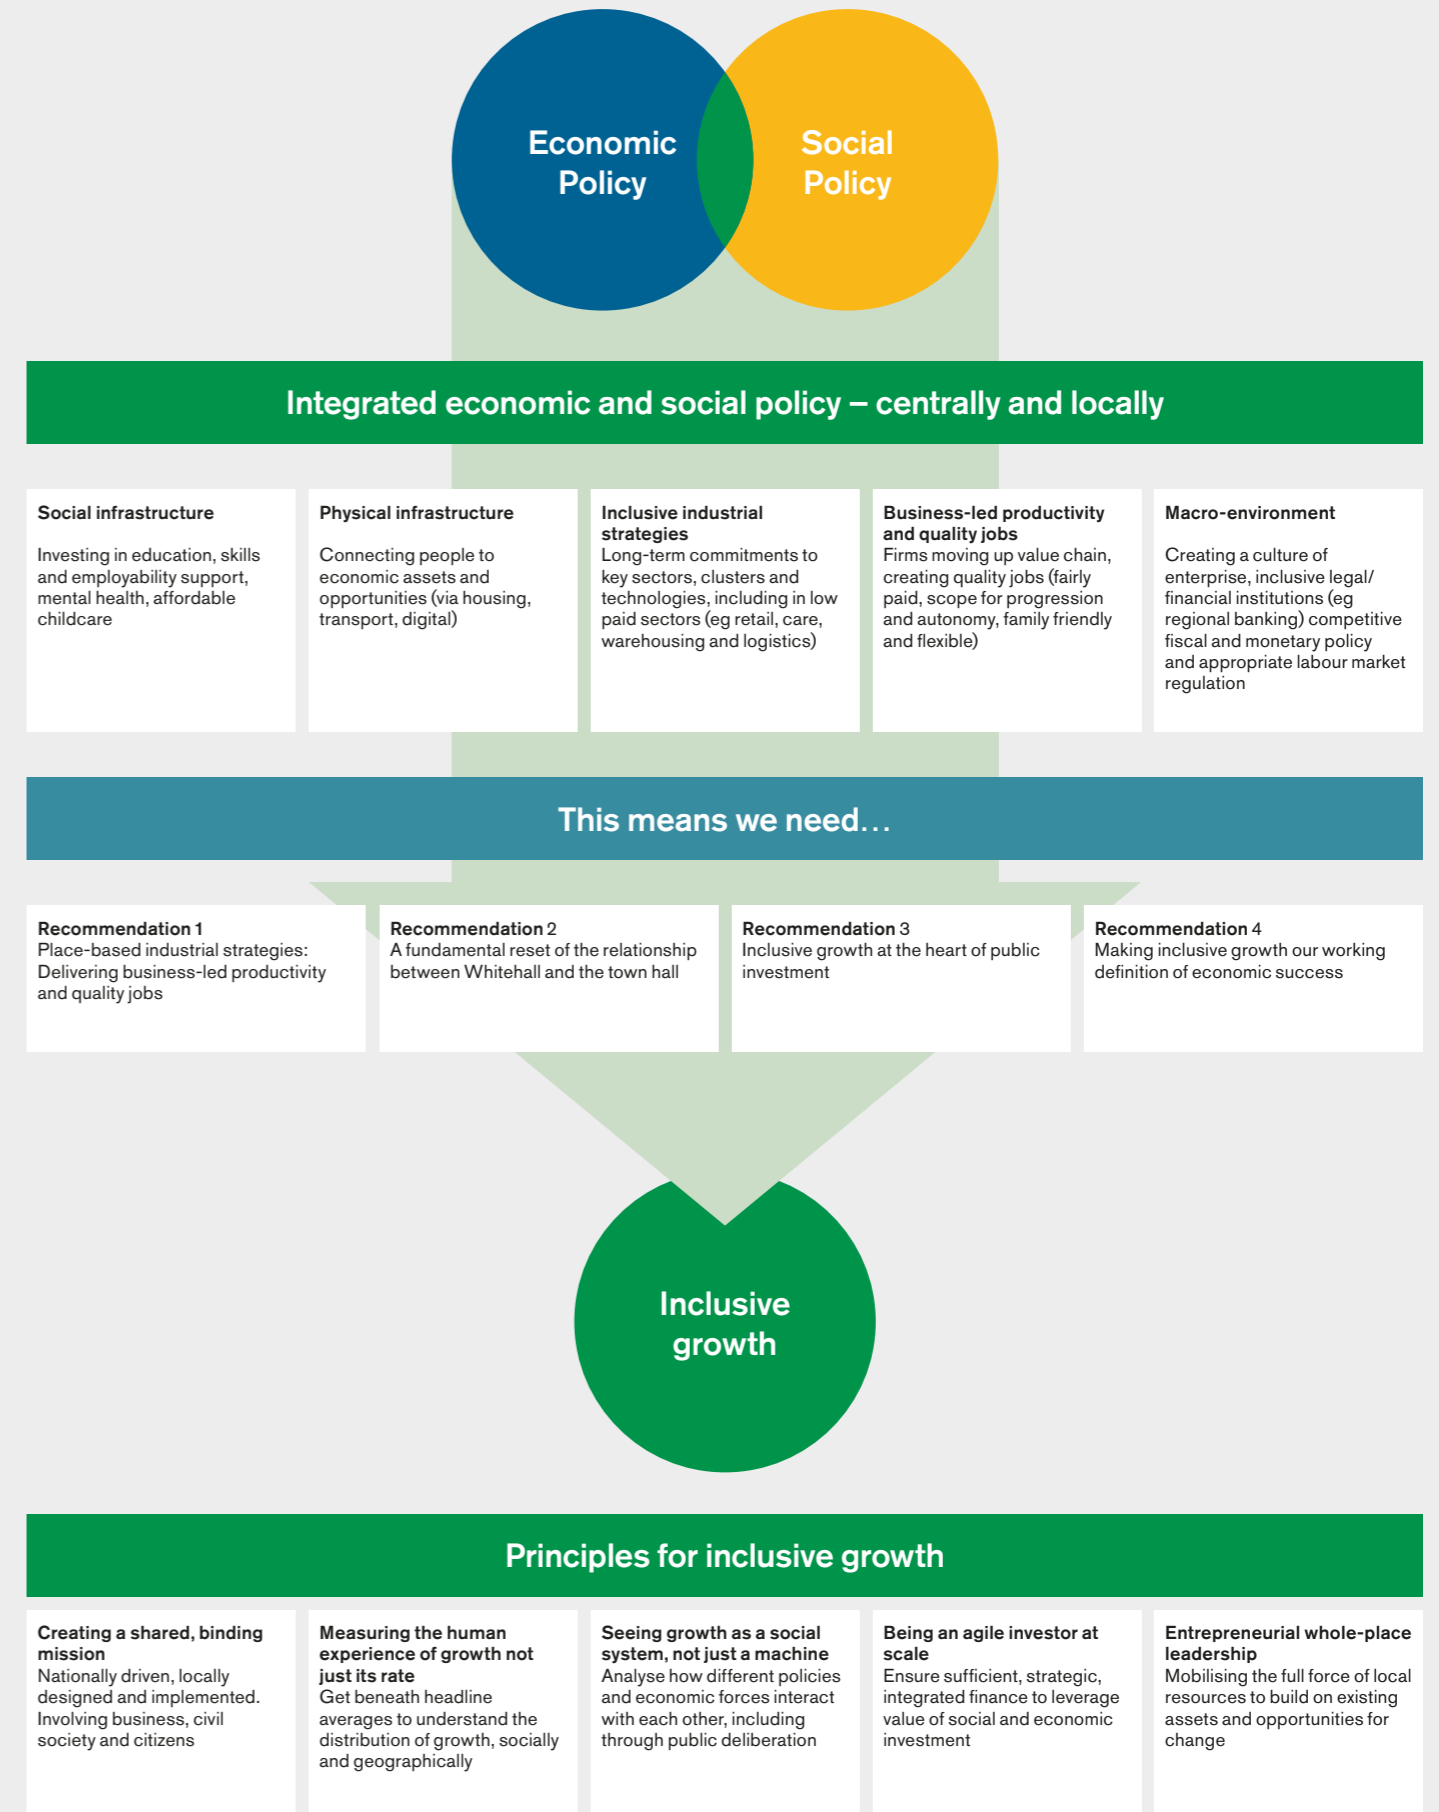 Economic
Policy
Social
Policy
Integrated economic and social policy – centrally and locally
Social infrastructure
Investing in education, skills
and employability support,
mental health, affordable
childcare
Physical infrastructure
Connecting people to
economic assets and
opportunities (via housing,
transport, digital)
Inclusive industrial
strategies
Long-term commitments to
key sectors, clusters and
technologies, including in low
paid sectors (eg retail, care,
warehousing and logistics)
Business-led productivity
and quality jobs
Firms moving up value chain,
creating quality jobs (fairly
paid, scope for progression
and autonomy, family friendly
and flexible)
Macro-environment
Creating a culture of
enterprise, inclusive legal/
financial institutions (eg
regional banking) competitive
fiscal and monetary policy
and appropriate labour market
regulation
This means we need…
Recommendation 1
Place-based industrial strategies:
Delivering business-led productivity
and quality jobs
Recommendation 2
A fundamental reset of the relationship
between Whitehall and the town hall
Recommendation 3
Inclusive growth at the heart of public
investment
Recommendation 4
Making inclusive growth our working
definition of economic success
Inclusive
growth
Principles for inclusive growth
Creating a shared, binding
mission
Nationally driven, locally
designed and implemented.
Involving business, civil
society and citizens
Measuring the human
experience of growth not
just its rate
Get beneath headline
averages to understand the
distribution of growth, socially
and geographically
Seeing growth as a social
system, not just a machine
Analyse how different policies
and economic forces interact
with each other, including
through public deliberation
Being an agile investor at
scale
Ensure sufficient, strategic,
integrated finance to leverage
value of social and economic
investment
Entrepreneurial whole-place
leadership
Mobilising the full force of local
resources to build on existing
assets and opportunities for
change